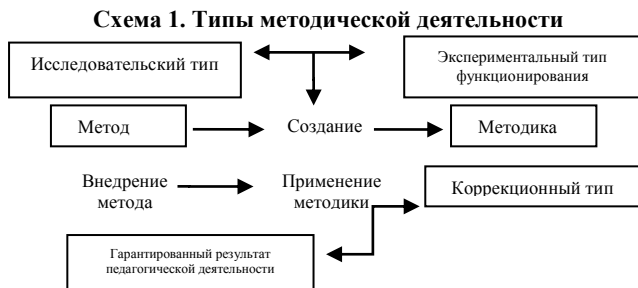 Схема 1. Типы методической деятельности
Исследовательский тип
Экспериментальный тип
функционирования
Метод
Создание
Методика
Внедрение
метода
Применение
методики
Коррекционный тип
Гарантированный результат
педагогической деятельности